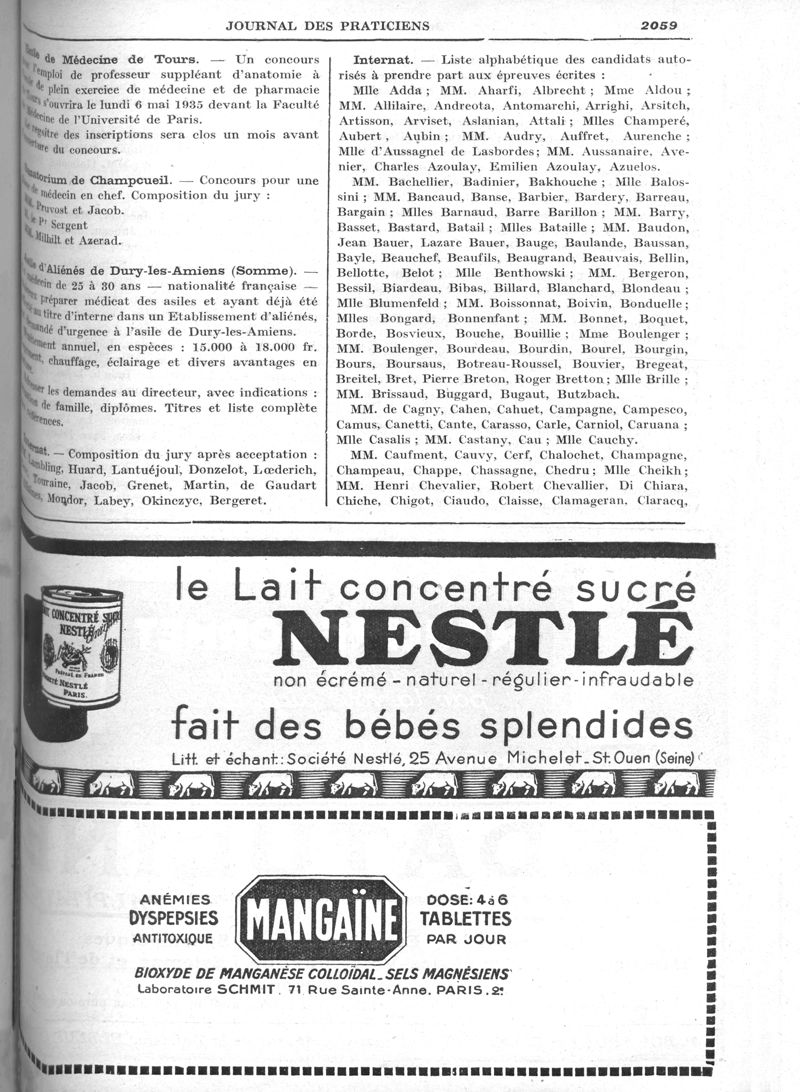 JOURNAL DES PRATICIENS 2059
de Médecine de Tours. — Un concours
l'emploi de professeur suppléant d'anatomie à
de plein exercice de médecine et de pharmacie
s'ouvrira le lundi 6 mai 1935 devant la Faculté
de l'Université de Paris.
des inscriptions sera clos un mois avant
du concours.
de Champcueil. — Concours pour une
médecin en chef. Composition du jury :
Pruvost et Jacob.
Pr Sergent
Milhilt et Azerad.
d'Aliénés de Dury-les-Amiens (Somme). —
de 25 à 30 ans — nationalité française —
préparer médicat des asiles et ayant déjà été
titre d'interne dans un Etablissement d'aliénés,
d'urgence à l'asile de Dury-les-Amiens.
annuel, en espèces : 15.000 à 18.000 fr.
chauffage, éclairage et divers avantages en
les demandes au directeur, avec indications :
de famille, diplômes. Titres et liste complète
— Composition du jury après acceptation :
Huard, Lantuéjoul, Donzelot, Lœderich,
Touraine, Jacob, Grenet, Martin, de Gaudart
Mondor, Labey, Okinczyc, Bergeret.
Internat. — Liste alphabétique des candidats auto-
risés à prendre part aux épreuves écrites :
Mlle Adda ; MM. Aharfi, Albrecht ; Mme Aldou ;
MM. Allilaire, Andreota, Antomarchi, Arrighi, Arsitch,
Artisson, Arviset, Aslanian, Attali ; Mlles Champeré,
Aubert, Aubin ; MM. Audry, Auffret, Aurenche ;
Mlle d'Aussagnel de Lasbordes ; MM. Aussanaire, Ave-
nier, Charles Azoulay, Emilien Azoulay, Azuelos.
MM. Bachellier, Badinier, Bakhouche ; Mlle Balos-
sini ; MM. Bancaud, Banse, Barbier, Bardery, Barreau,
Bargain ; Mlles Barnaud, Barre Barillon ; MM. Barry,
Basset, Bastard, Batail ; Mlles Bataille ; MM. Baudon,
Jean Bauer, Lazare Bauer, Bauge, Baulande, Baussan,
Bayle, Beauchef, Beaufils, Beaugrand, Beauvais, Bellin,
Bellotte, Belot ; Mlle Benthowski ; MM. Bergeron,
Bessil, Biardeau, Bibas, Billard, Blanchard, Blondeau ;
Mlle Blumenfeld ; MM. Boissonnat, Boivin, Bonduelle ;
Mlles Bongard, Bonnenfant ; MM. Bonnet, Boquet,
Borde, Bosvieux, Bouche, Bouillie ; Mme Boulenger ;
MM. Boulenger, Bourdeau, Bourdin, Bourel, Bourgin,
Bours, Boursaus, Botreau-Roussel, Bouvier, Bregeat,
Breitel, Bret, Pierre Breton, Roger Bretton ; Mlle Brille ;
MM. Brissaud, Buggard, Bugaut, Butzbach.
MM. de Cagny, Cahen, Cahuet, Campagne, Campesco,
Camus, Canetti, Cante, Carasso, Carle, Carniol, Caruana ;
Mlle Casalis ; MM. Castany, Cau ; Mlle Cauchy.
MM. Caufment, Cauvy, Cerf, Chalochet, Champagne,
Champeau, Chappe, Chassagne, Chedru ; Mlle Cheikh ;
MM. Henri Chevalier, Robert Chevallier, Di Chiara,
Chiche, Chigot, Ciaudo, Claisse, Clamageran, Claracq,
le Lait concentré sucré
NESTLÉ
non écrémé - naturel - régulier - infraudable
fait des bébés splendides
Litt. et échant.: Société Nestlé, 25 Avenue Michelet_St. Ouen (Seine)
CONCENTRÉ SUCRÉ
NESTLÉ
PARIS.
ANÉMIES
DYSPEPSIES
ANTITOXIQUE
MANGAÏNE
DOSE: 4 à 6
TABLETTES
PAR JOUR
BIOXYDE DE MANGANÈSE COLLOÏDAL_SELS MAGNÉSIENS
Laboratoire SCHMIT. 71 Rue Sainte-Anne. PARIS. 2e